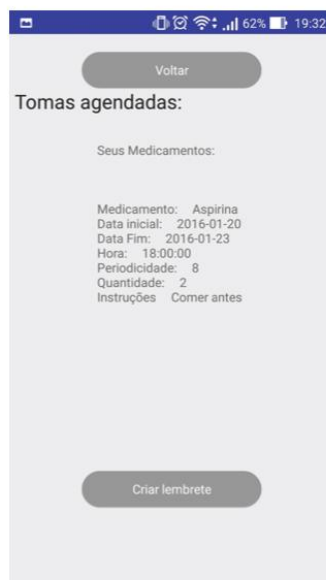 62% 19:32
Voltar
Tomas agendadas:
Seus Medicamentos:
Medicamento: Aspirina
Data inicial: 2016-01-20
Data Fim: 2016-01-23
Hora: 18:00:00
Periodicidade: 8
Quantidade: 2
Instruções Comer antes
Criar lembrete